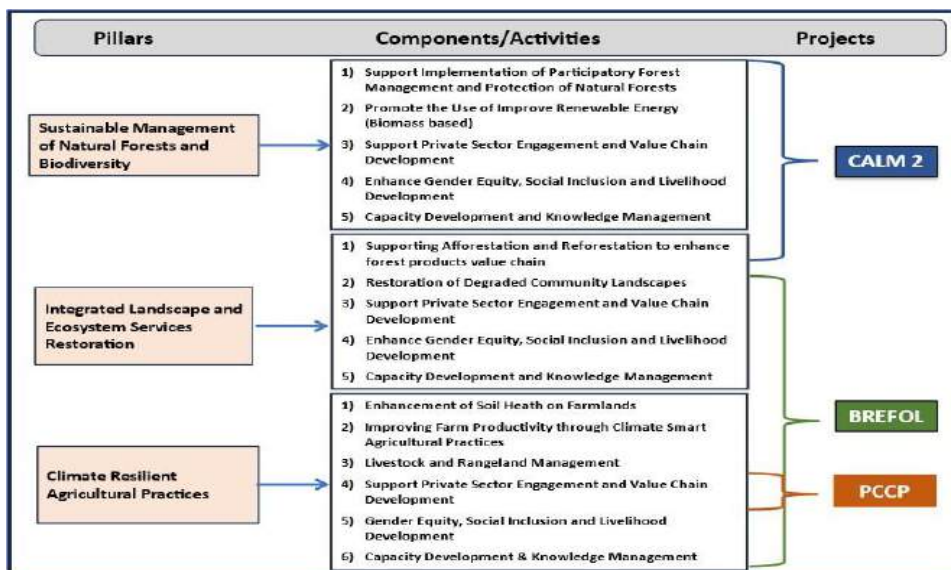 Pillars Components/Activities Projects
Sustainable Management
of Natural Forests and
Biodiversity
1) Support Implementation of Participatory Forest
Management and Protection of Natural Forests
2) Promote the Use of Improve Renewable Energy
(Biomass based)
3) Support Private Sector Engagement and Value Chain
Development
4) Enhance Gender Equity, Social Inclusion and Livelihood
Development
5) Capacity Development and Knowledge Management
CALM 2
Integrated Landscape and
Ecosystem Services
Restoration
1) Supporting Afforestation and Reforestation to enhance
forest products value chain
2) Restoration of Degraded Community Landscapes
3) Support Private Sector Engagement and Value Chain
Development
4) Enhance Gender Equity, Social Inclusion and Livelihood
Development
5) Capacity Development and Knowledge Management
BREFOL
Climate Resilient
Agricultural Practices
1) Enhancement of Soil Heath on Farmlands
2) Improving Farm Productivity through Climate Smart
Agricultural Practices
3) Livestock and Rangeland Management
4) Support Private Sector Engagement and Value Chain
Development
5) Gender Equity, Social Inclusion and Livelihood
Development
6) Capacity Development & Knowledge Management
PCCP